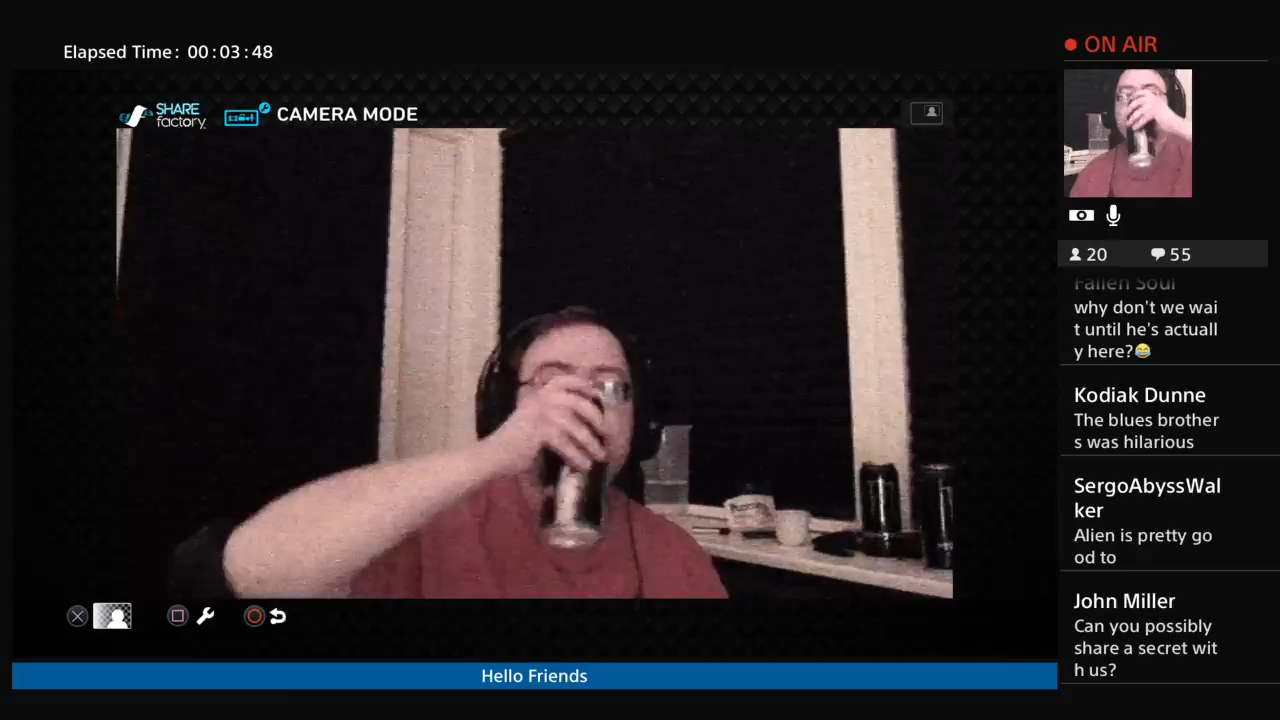 Elapsed Time: 00:03:48
SHARE
factory
CAMERA MODE
ON AIR
20
55
Fallen Soul
why don't we wai
t until he's actuall
y here?😂
Kodiak Dunne
The blues brother
s was hilarious
SergoAbyssWal
ker
Alien is pretty go
od to
John Miller
Can you possibly
share a secret wit
h us?
Hello Friends